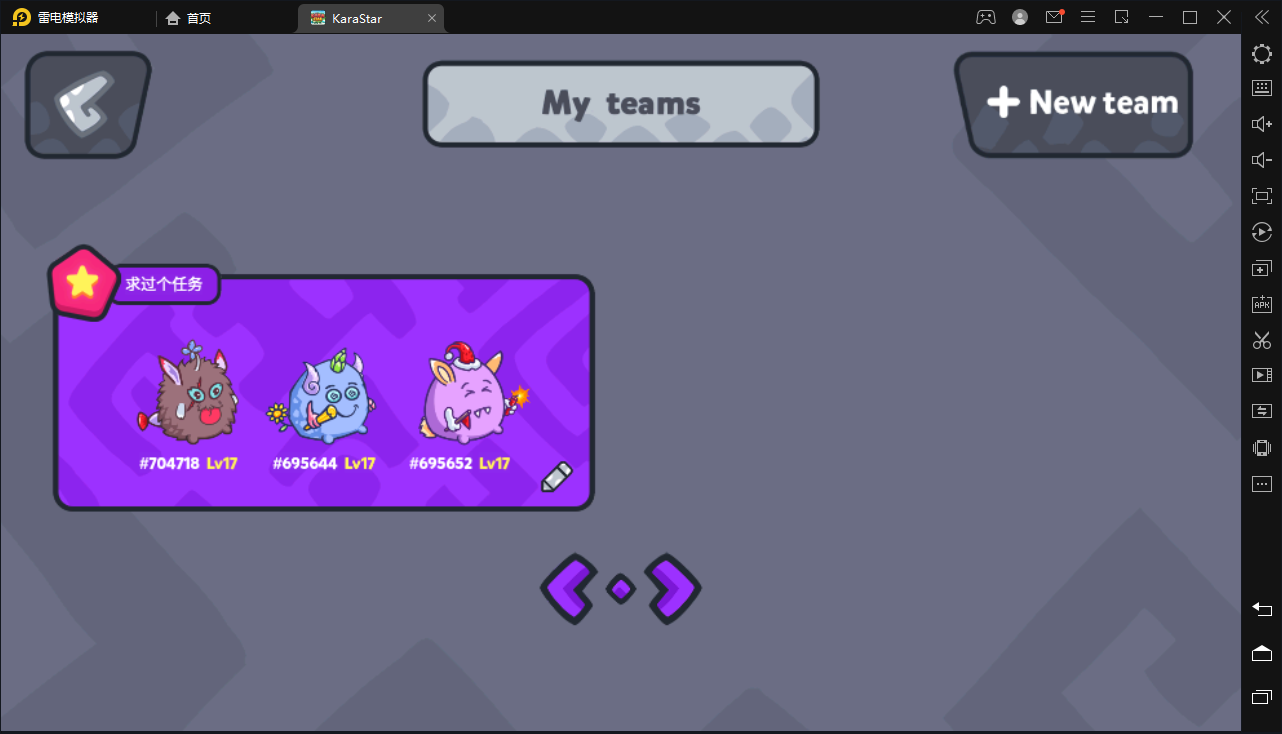 雷电模拟器
首页
KaraStar
My teams
New team
求过个任务
#704718 Lv17
#695644 Lv17
#695652 Lv17
APK